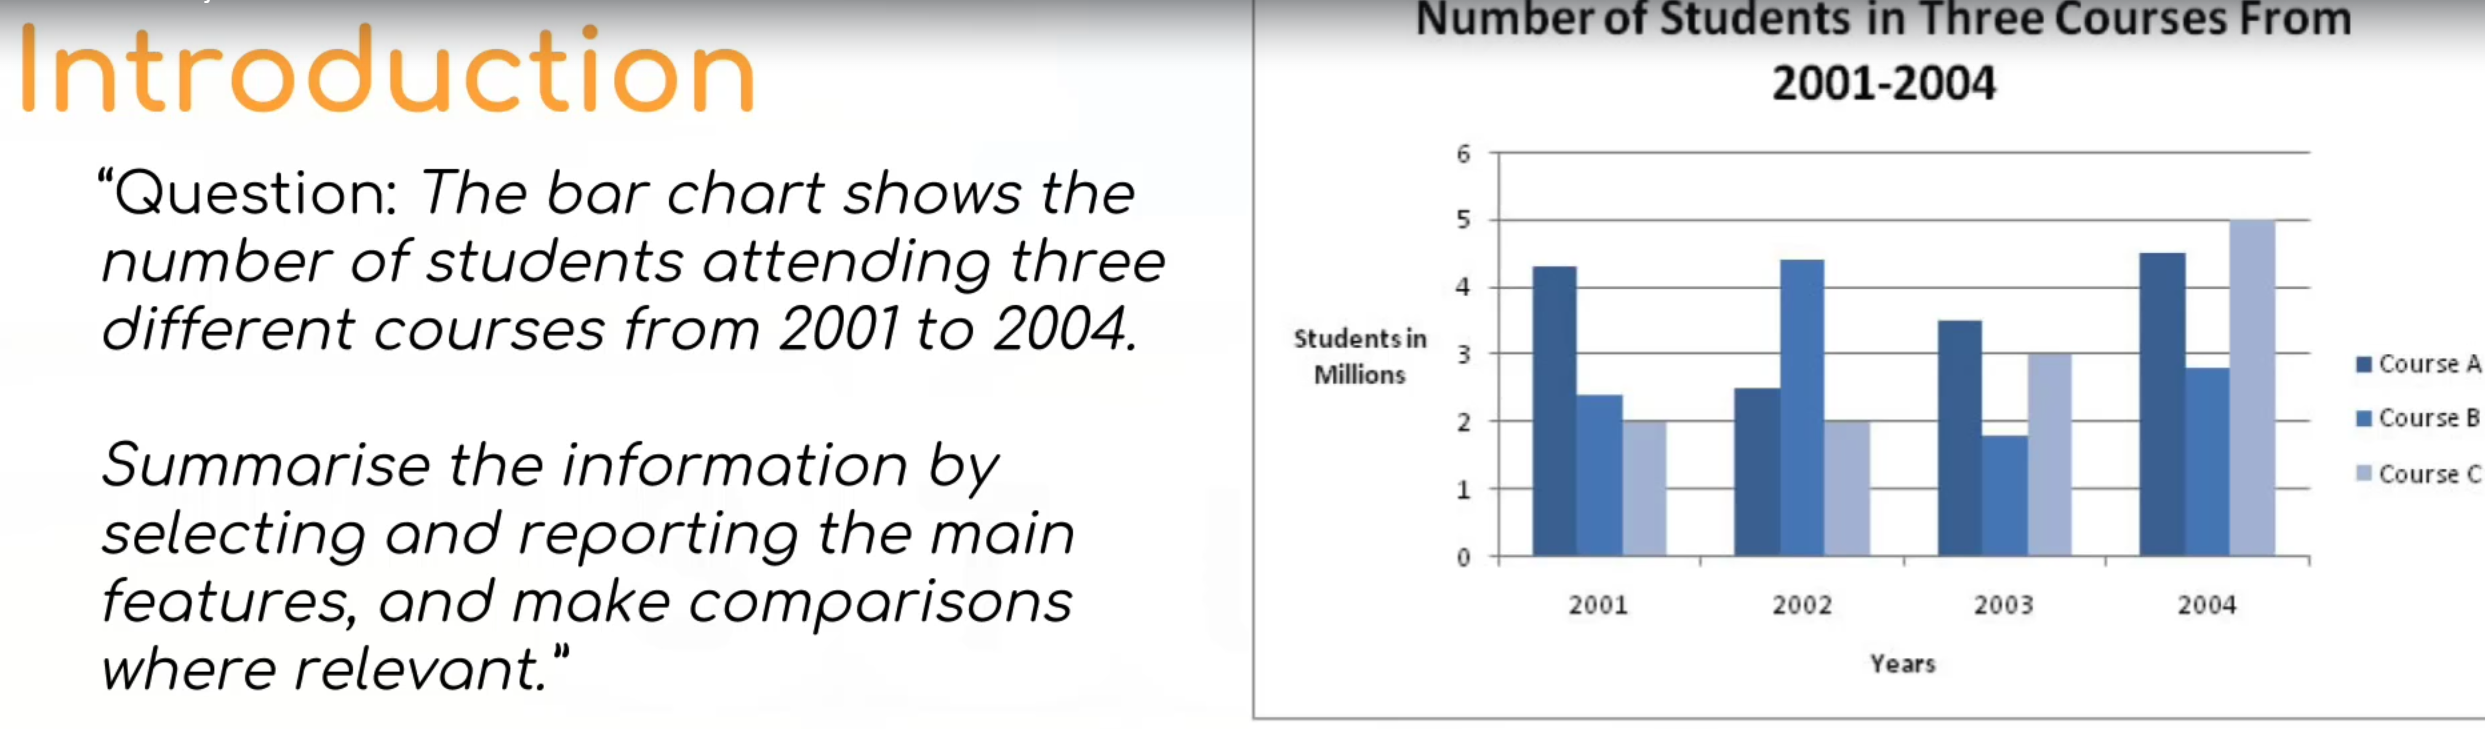 Introduction
“Question: The bar chart shows the
number of students attending three
different courses from 2001 to 2004.
Summarise the information by
selecting and reporting the main
features, and make comparisons
where relevant.”
Number of Students in Three Courses From
2001-2004
6
5
4
3
2
1
0
Students in
Millions
2001 2002 2003 2004
Years
Course A
Course B
Course C